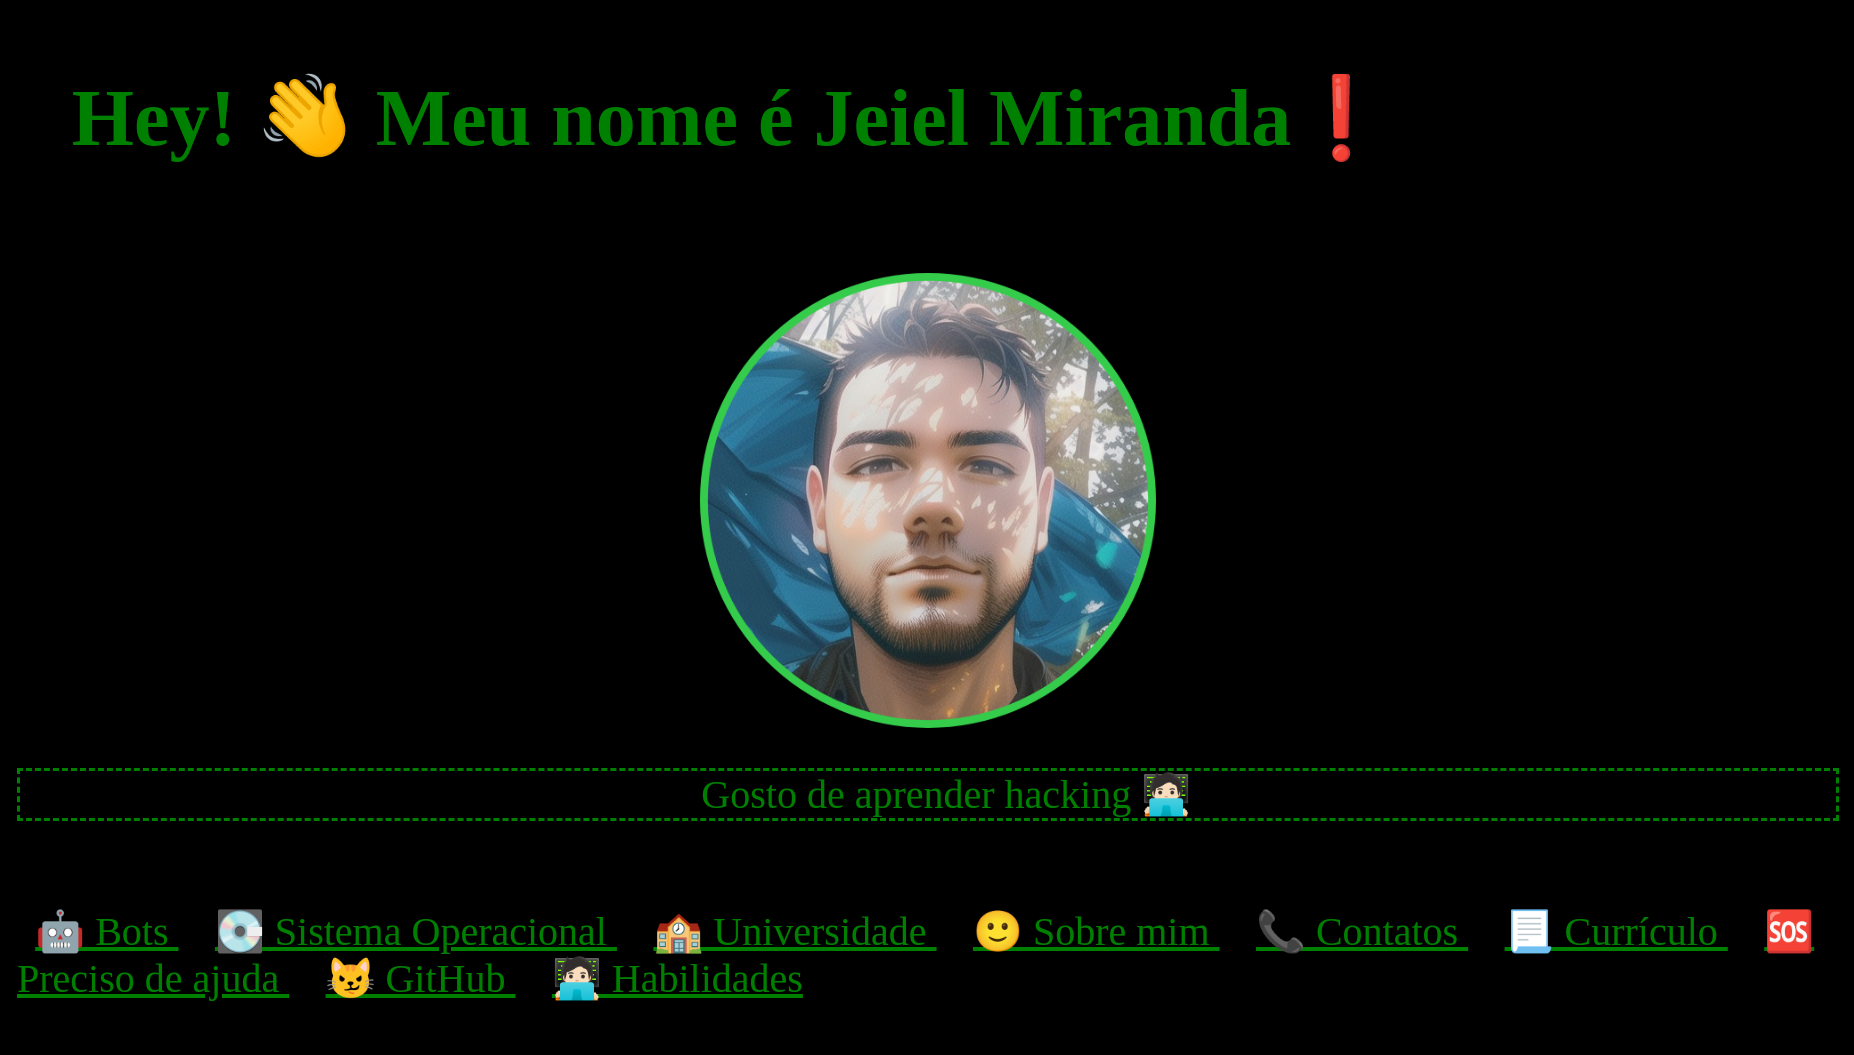 Hey! 👋 Meu nome é Jeiel Miranda❗
Gosto de aprender hacking 🧑🏻‍💻
🤖 Bots 💽 Sistema Operacional 🏫 Universidade 🙂 Sobre mim 📞 Contatos 📃 Currículo 🆘
Preciso de ajuda 😼 GitHub 🧑🏻‍💻 Habilidades